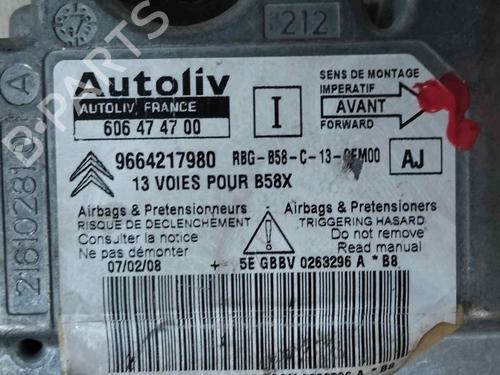 212
Autoliv
AUTOLIV, FRANCE
606 47 47 00
I
SENS DE MONTAGE
IMPERATIF
AVANT
FORWARD
9664217980 RBG-B58-C-13-0EM00 AJ
13 VOIES POUR B58X
Airbags & Pretensionneurs
RISQUE DE DECLENCHEMENT
Consulter la notice
Ne pas démonter
Airbags & Pretensioners
TRIGGERING HASARD
Do not remove
Read manual
07/02/08 + 5E GBBV 0263296 A * B8
A
D-PARTS